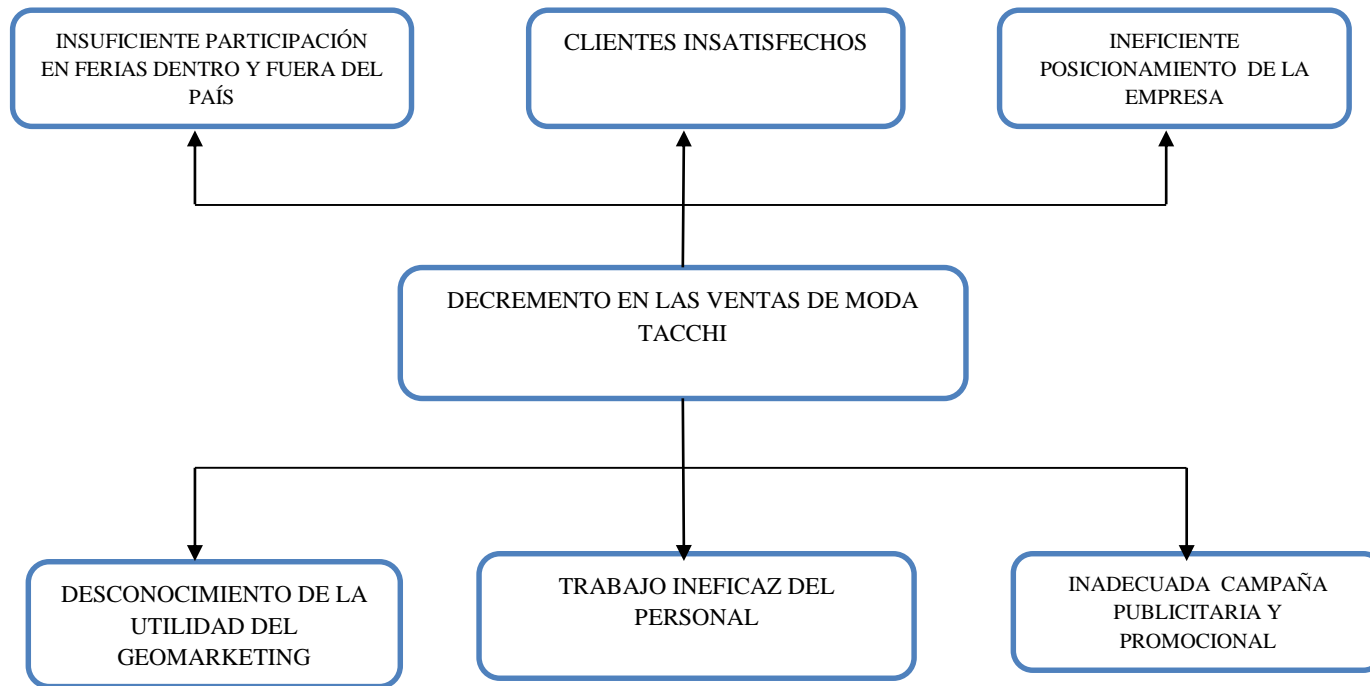 INSUFICIENTE PARTICIPACIÓN
EN FERIAS DENTRO Y FUERA DEL
PAÍS
CLIENTES INSATISFECHOS
INEFICIENTE
POSICIONAMIENTO DE LA
EMPRESA
DECREMENTO EN LAS VENTAS DE MODA
TACCHI
DESCONOCIMIENTO DE LA
UTILIDAD DEL
GEOMARKETING
TRABAJO INEFICAZ DEL
PERSONAL
INADECUADA CAMPAÑA
PUBLICITARIA Y
PROMOCIONAL